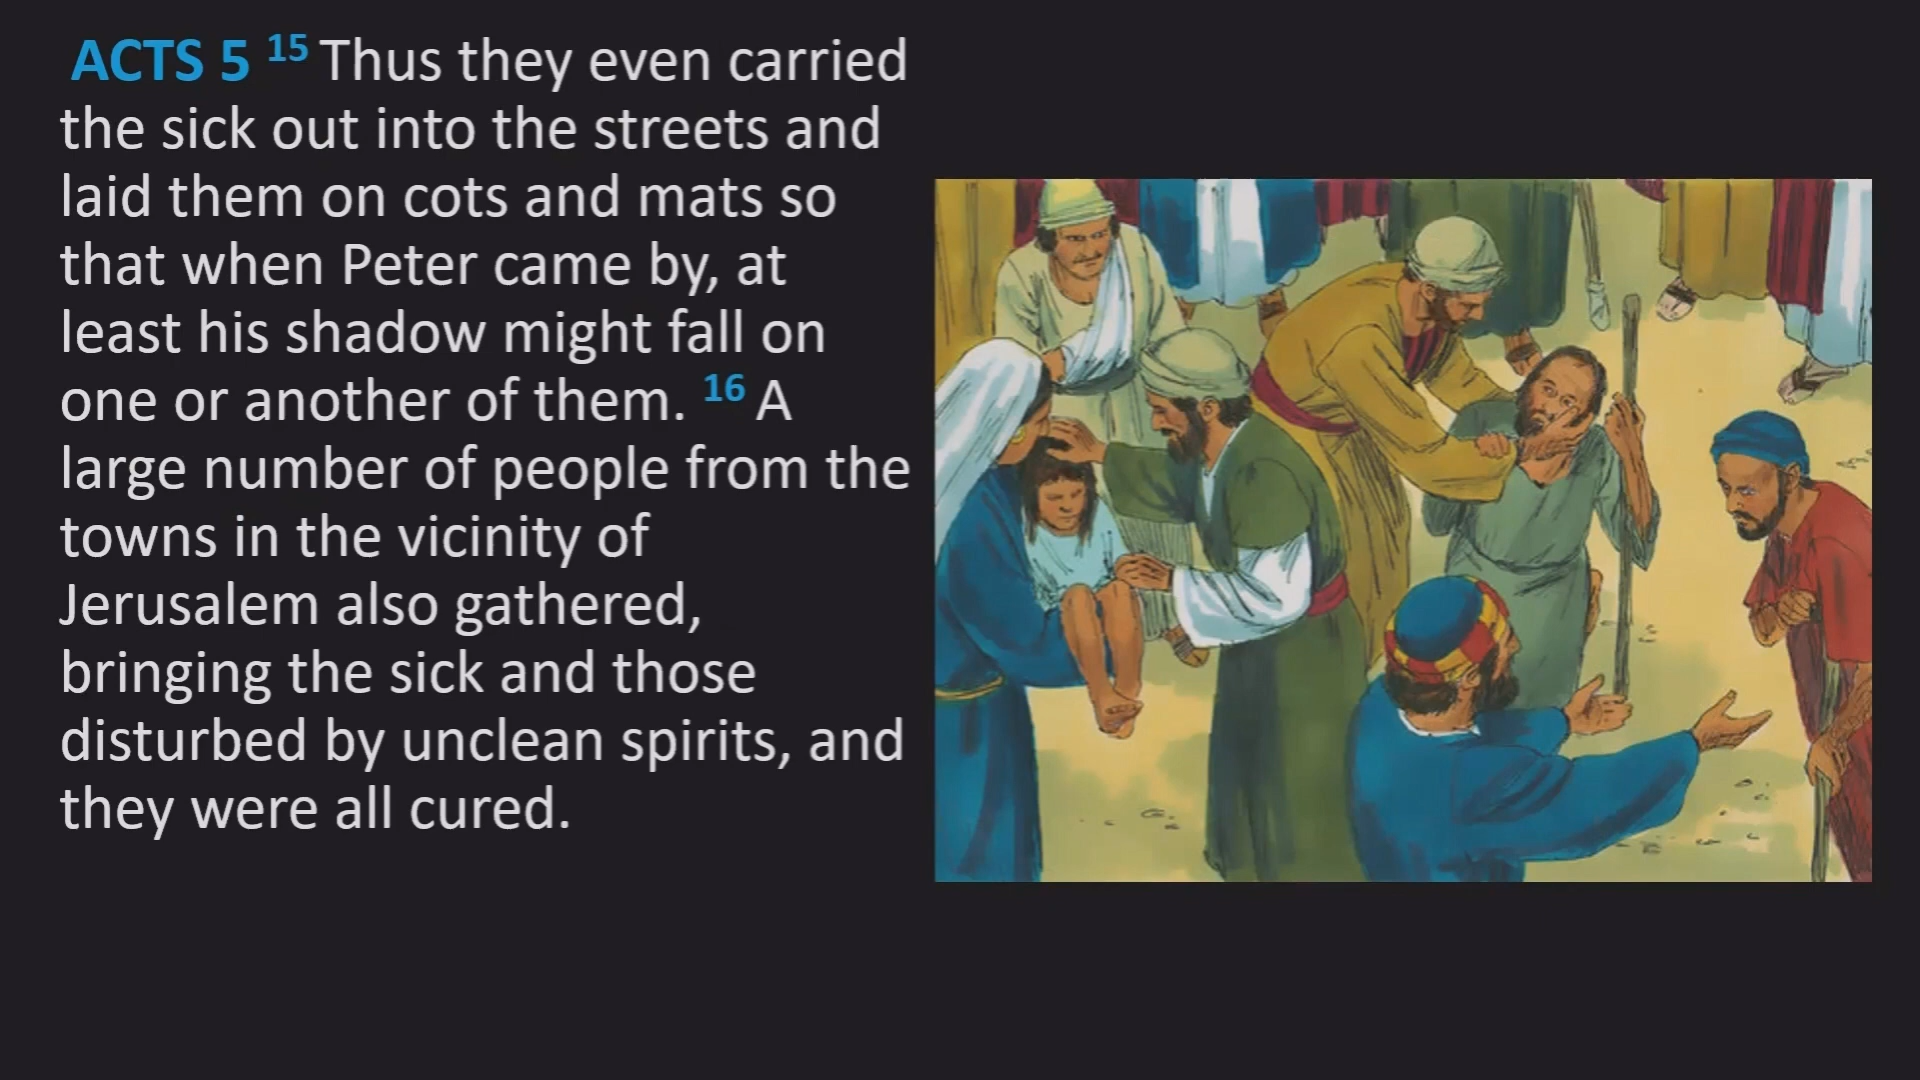 ACTS 5 15 Thus they even carried
the sick out into the streets and
laid them on cots and mats so
that when Peter came by, at
least his shadow might fall on
one or another of them. 16 A
large number of people from the
towns in the vicinity of
Jerusalem also gathered,
bringing the sick and those
disturbed by unclean spirits, and
they were all cured.